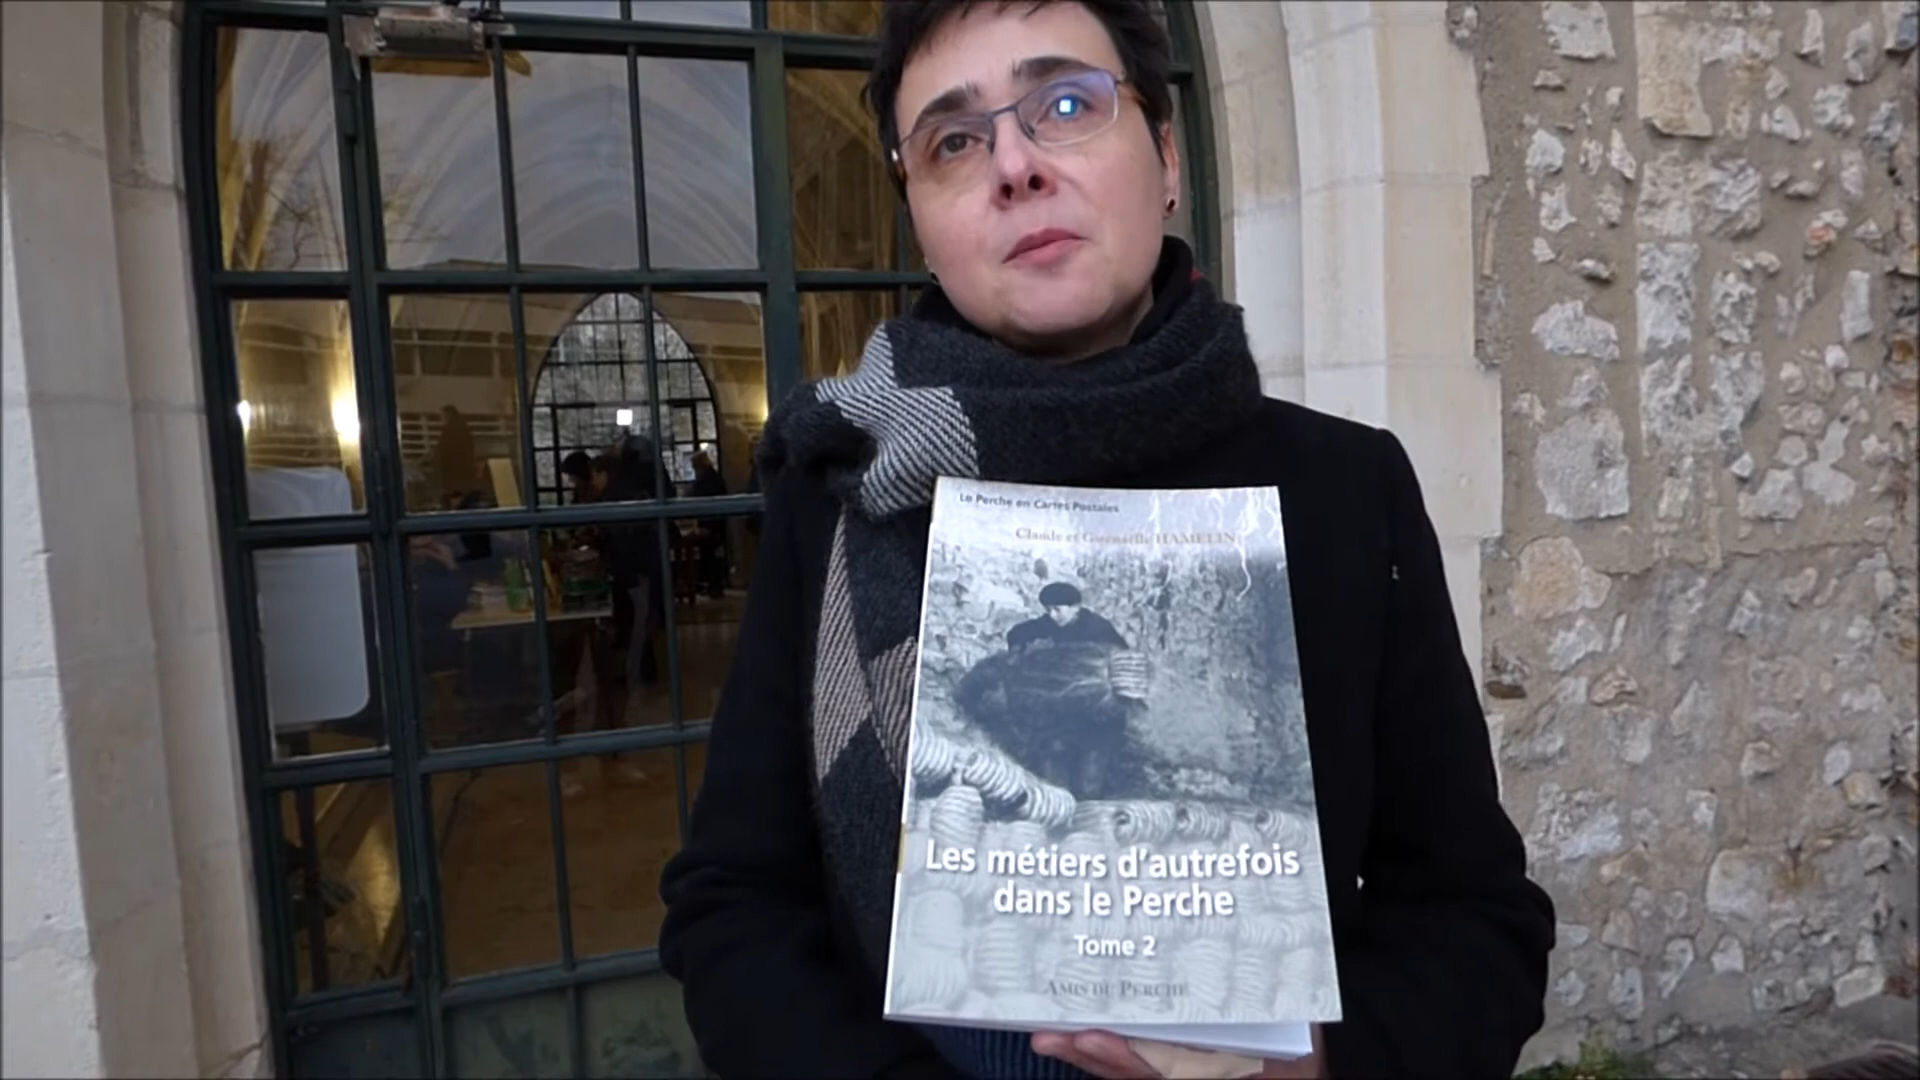 Le Perche en Cartes Postales
Claude et Gwenaëlle HAMELIN
Les métiers d'autrefois
dans le Perche
Tome 2
AMIS DU PERCHE